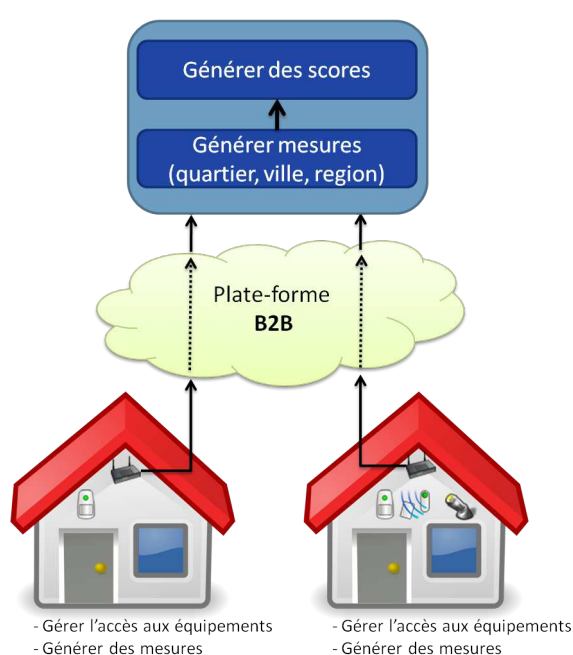 Générer des scores
Générer mesures
(quartier, ville, region)
Plate-forme
B2B
- Gérer l'accès aux équipements
- Générer des mesures
- Gérer l'accès aux équipements
- Générer des mesures